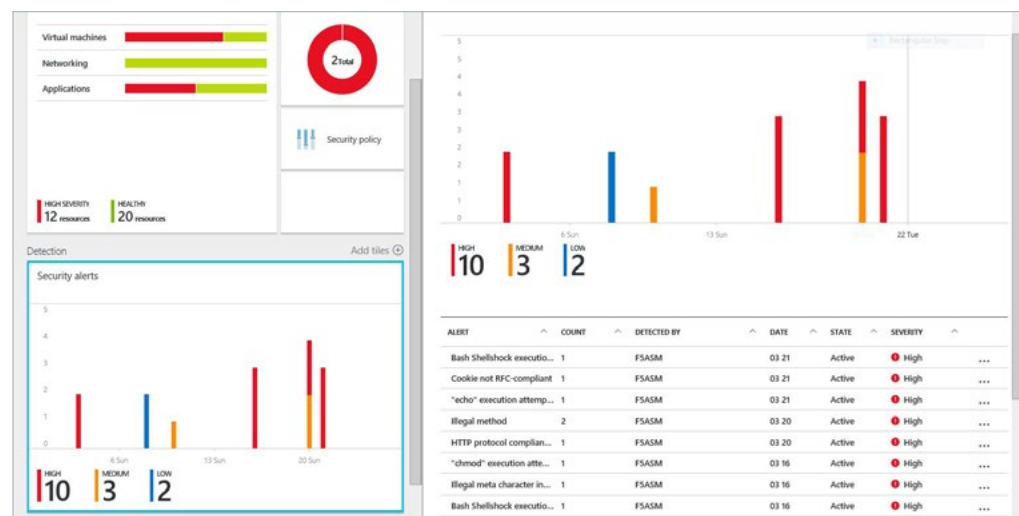 Virtual machines
Networking
Applications
2 Total
Security policy
HIGH SEVERITY
12 resources
HEALTHY
20 resources
Detection
Add tiles
Security alerts
5
4
3
2
1
0
6 Sun
13 Sun
20 Sun
HIGH
10
MEDIUM
3
LOW
2
5
5
4
4
3
3
2
2
1
1
0
6 Sun
13 Sun
22 Tue
HIGH
10
MEDIUM
3
LOW
2
ALERT COUNT DETECTED BY DATE STATE SEVERITY
Bash Shellshock executio... 1 F5ASM 03 21 Active High ...
Cookie not RFC-compliant 1 F5ASM 03 21 Active High ...
"echo" execution attemp... 1 F5ASM 03 21 Active High ...
Illegal method 2 F5ASM 03 20 Active High ...
HTTP protocol complian... 1 F5ASM 03 20 Active High ...
"chmod" execution atte... 1 F5ASM 03 16 Active High ...
Illegal meta character in... 1 F5ASM 03 16 Active High ...
Bash Shellshock executio... 1 F5ASM 03 16 Active High ...